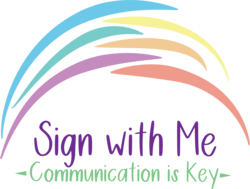 Sign with Me
-Communication is Key-